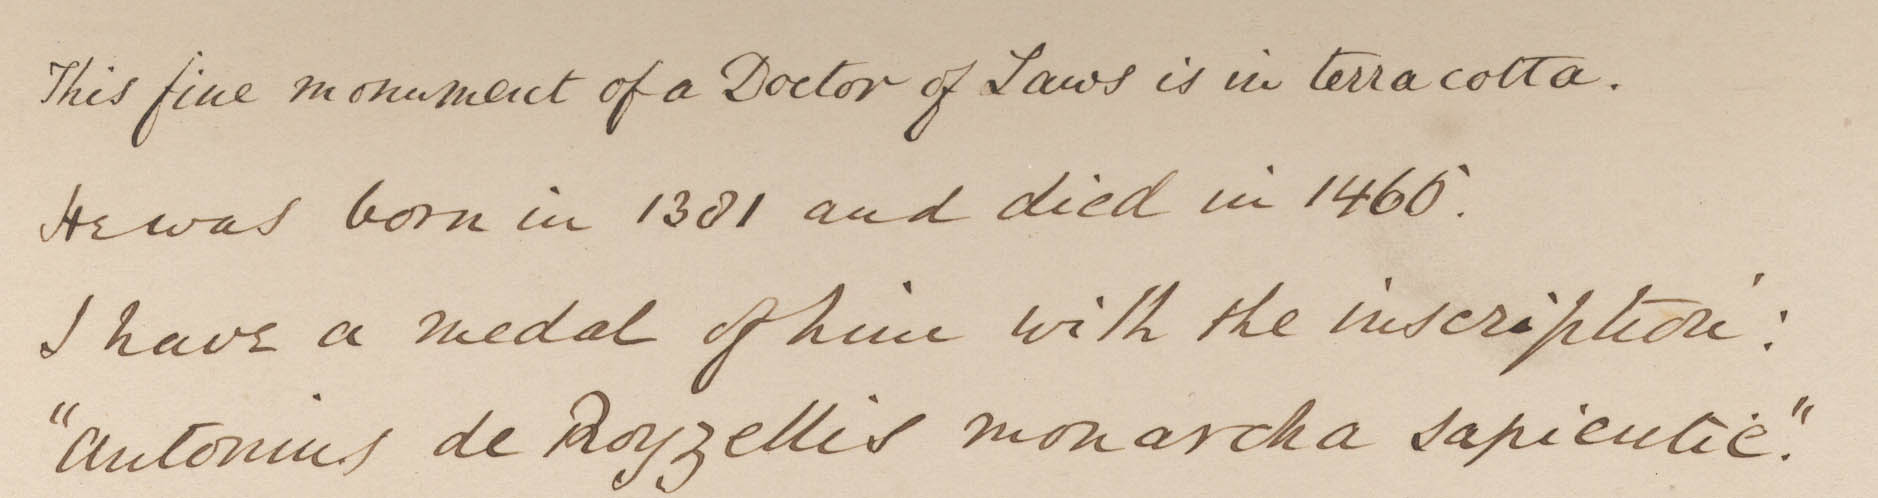 This fine monument of a Doctor of Laws is in terracotta.
He was born in 1381 and died in 1466.
I have a medal of him with the inscription:
"Antonius de Royzellis monarcha sapientie."